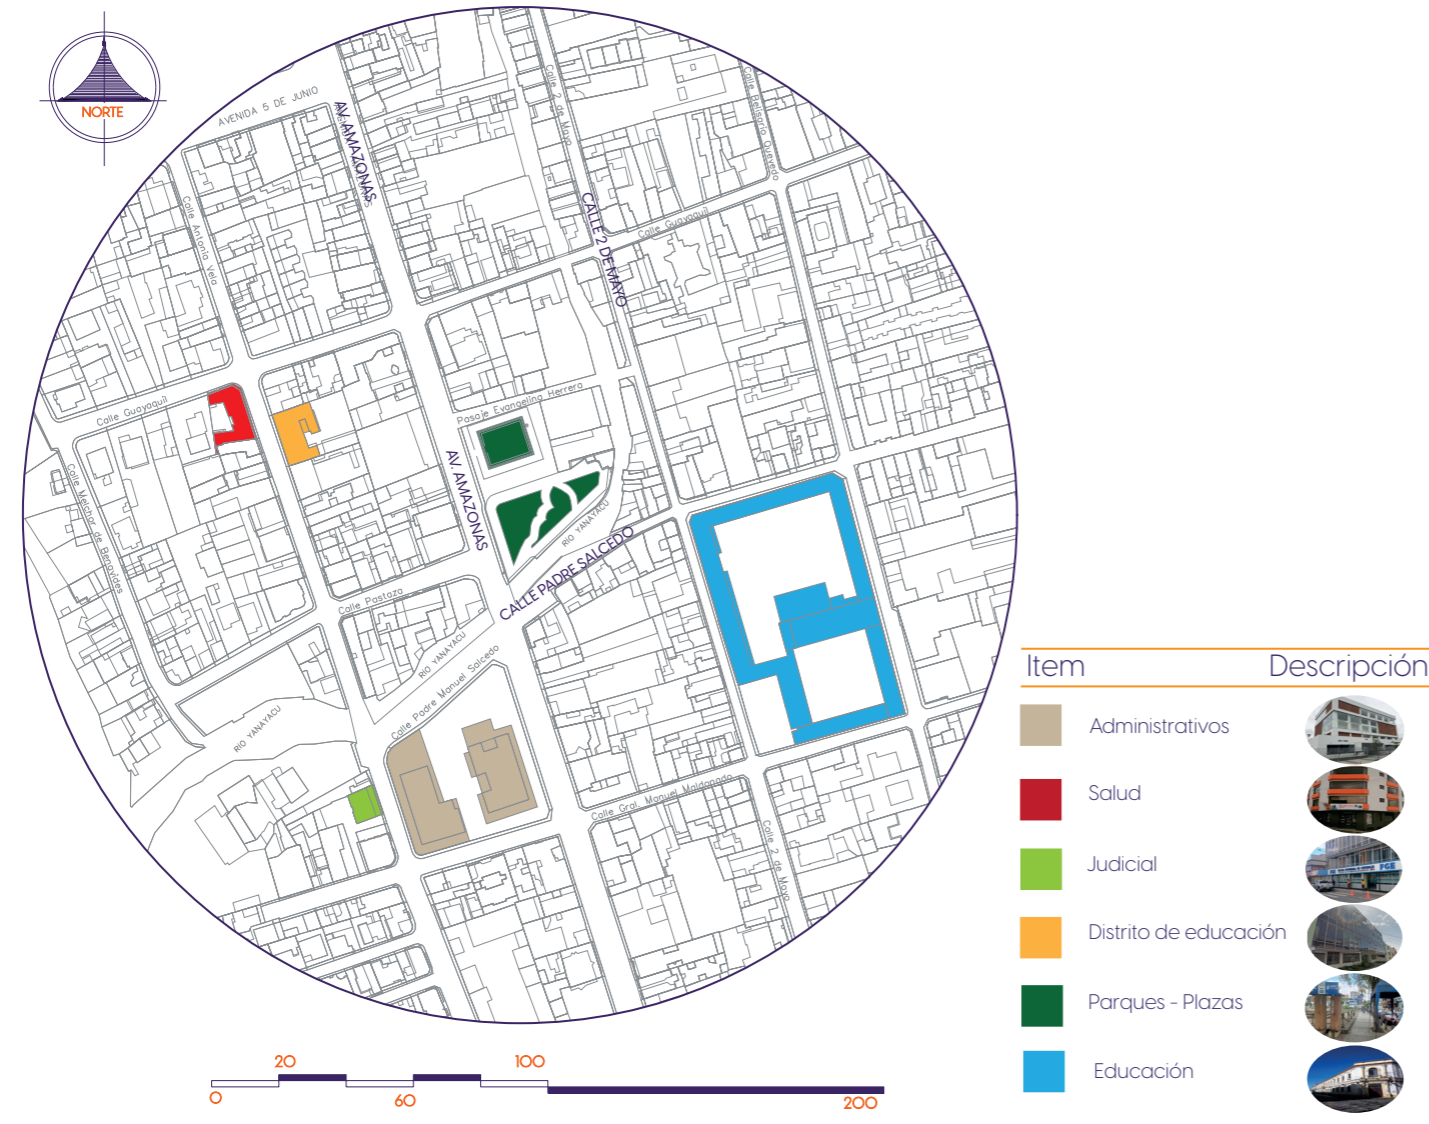 NORTE
AVENIDA 5 DE JUNIO
AV. AMAZONAS
Calle 2 de Mayo
Calle Belisario Quevedo
Calle Antonia Vela
CALLE 2 DE MAYO
Calle Guayaquil
Calle Guayaquil
Pasaje Evangelina Herrera
AV. AMAZONAS
Calle Melchor de Benavides
RIO YANAYACU
CALLE PADRE SALCEDO
Calle Pastaza
RIO YANAYACU
Calle Padre Manuel Salcedo
RIO YANAYACU
Calle Gral. Manuel Maldonado
Calle 2 de Mayo
Item Descripción
Administrativos
Salud
Judicial
FGE
Distrito de educación
Parques - Plazas
Educación
20 100
0 60 200